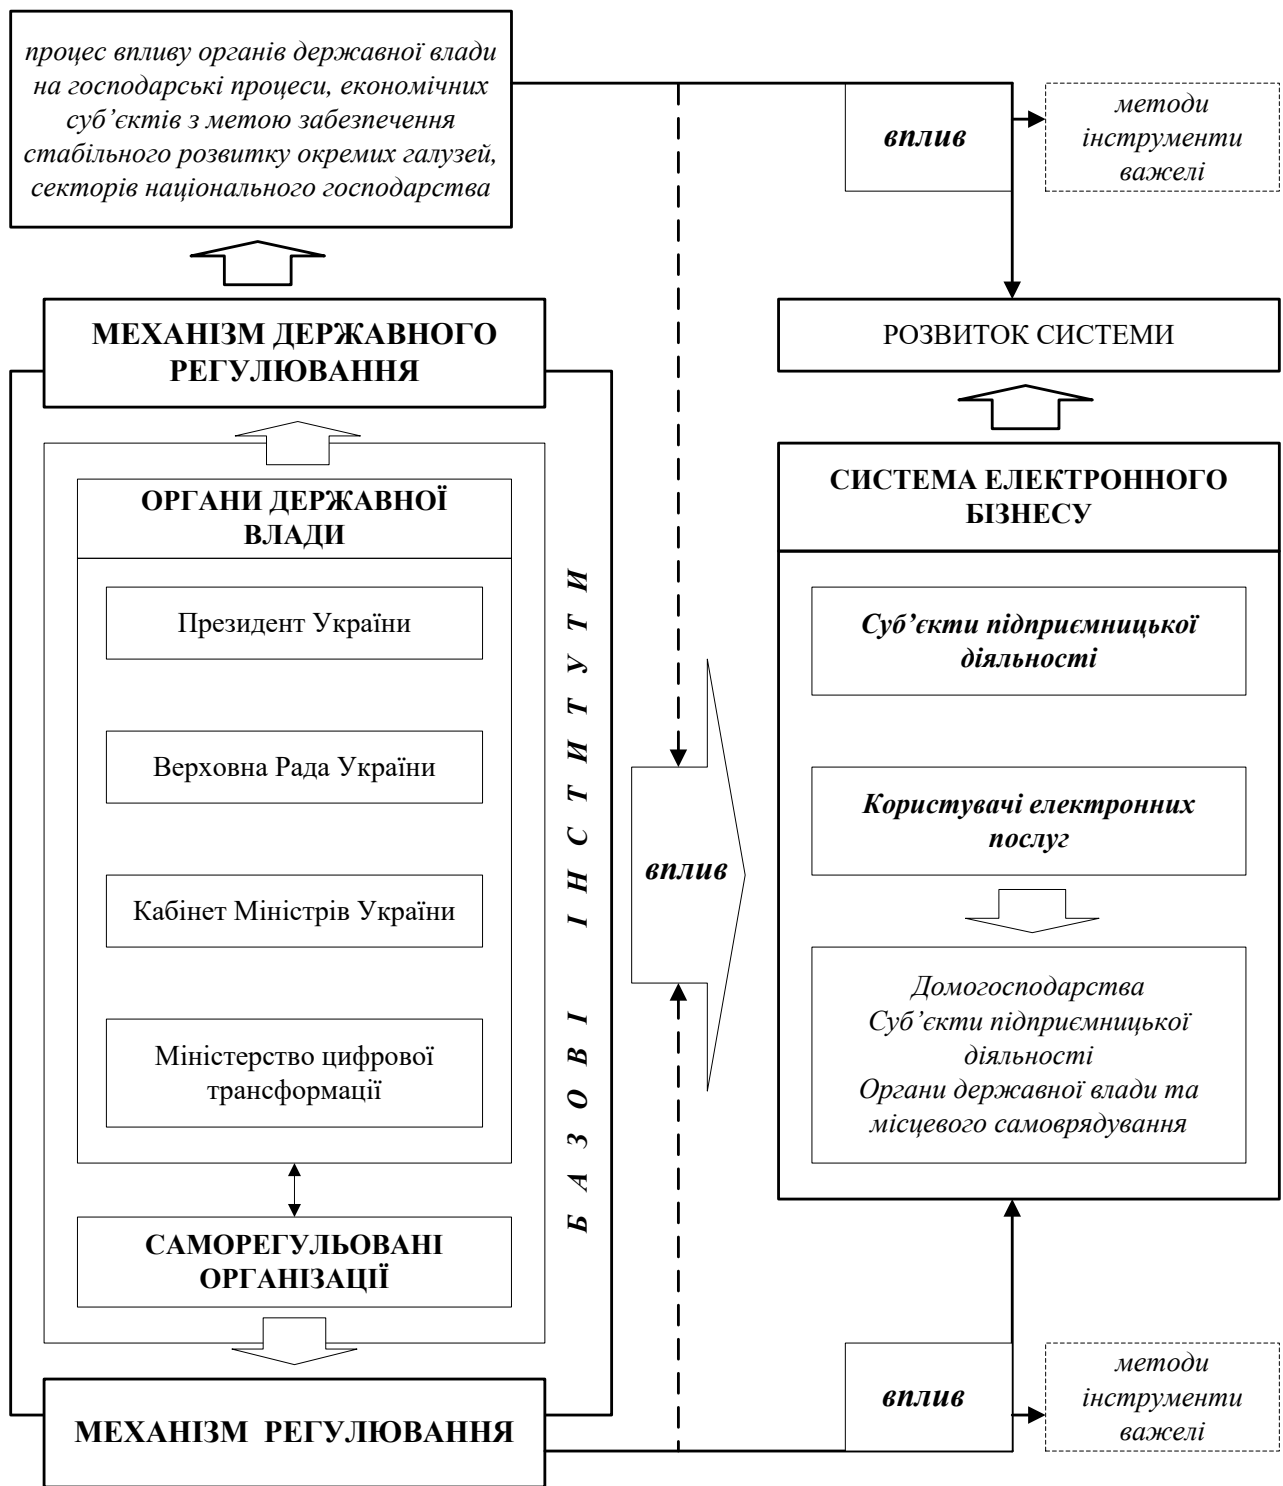 процес впливу органів державної влади
на господарські процеси, економічних
суб’єктів з метою забезпечення
стабільного розвитку окремих галузей,
секторів національного господарства
вплив
методи
інструменти
важелі
МЕХАНІЗМ ДЕРЖАВНОГО
РЕГУЛЮВАННЯ
РОЗВИТОК СИСТЕМИ
ОРГАНИ ДЕРЖАВНОЇ
ВЛАДИ
Президент України
Верховна Рада України
Кабінет Міністрів України
Міністерство цифрової
трансформації
САМОРЕГУЛЬОВАНІ
ОРГАНІЗАЦІЇ
БАЗОВІ ІНСТИТУТИ
вплив
СИСТЕМА ЕЛЕКТРОННОГО
БІЗНЕСУ
Суб’єкти підприємницької
діяльності
Користувачі електронних
послуг
Домогосподарства
Суб’єкти підприємницької
діяльності
Органи державної влади та
місцевого самоврядування
МЕХАНІЗМ РЕГУЛЮВАННЯ
вплив
методи
інструменти
важелі